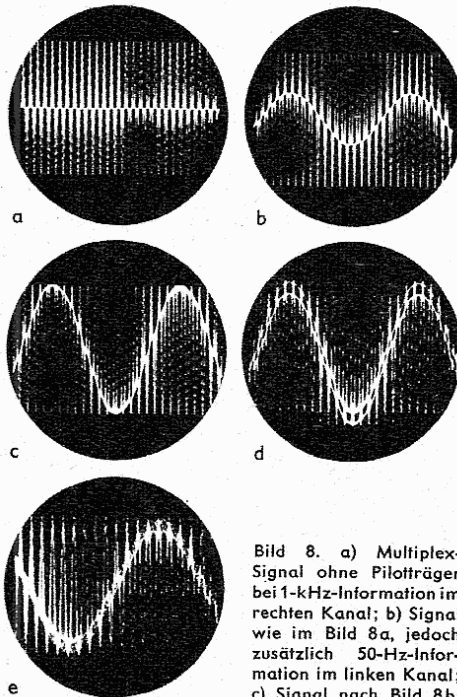 a
b
c
d
e
Bild 8. a) Multiplex-
Signal ohne Pilotträger
bei 1-kHz-Information im
rechten Kanal; b) Signal
wie im Bild 8a, jedoch
zusätzlich 50-Hz-Infor-
mation im linken Kanal;
c) Signal nach Bild 8b,